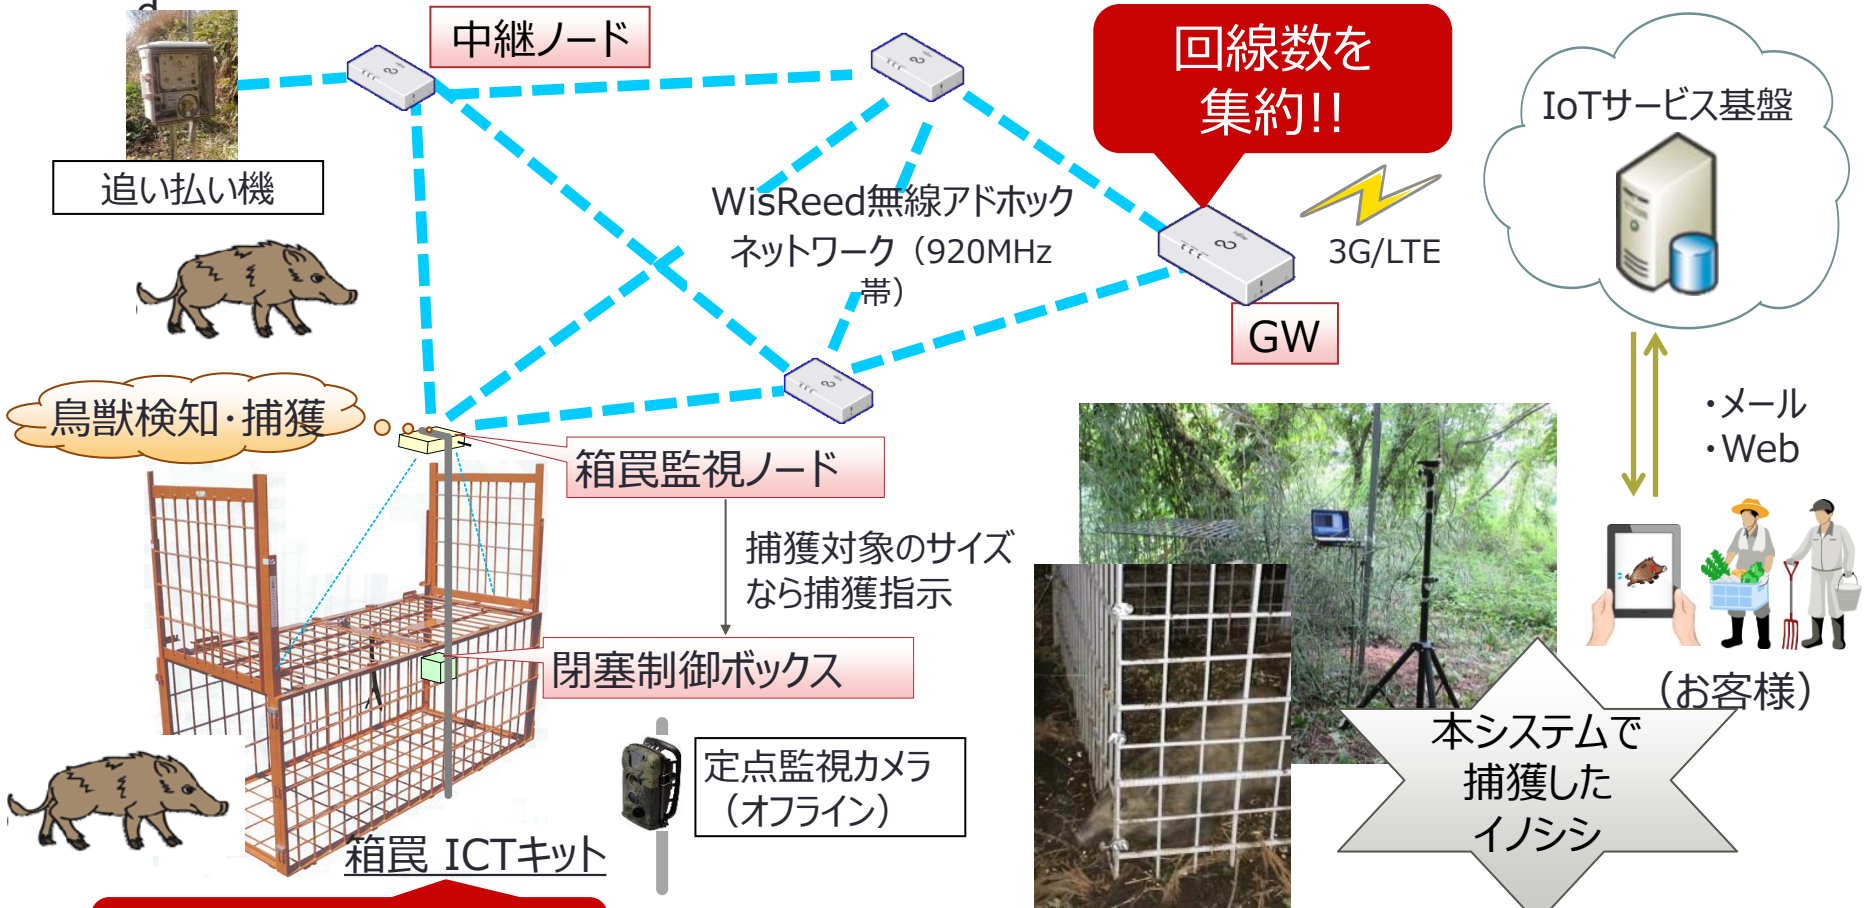 d
中継ノード
回線数を
集約!!
IoTサービス基盤
追い払い機
WisReed無線アドホック
ネットワーク（920MHz
帯）
3G/LTE
GW
・メール
・Web
鳥獣検知・捕獲
箱罠監視ノード
捕獲対象のサイズ
なら捕獲指示
閉塞制御ボックス
（お客様）
定点監視カメラ
（オフライン）
本システムで
捕獲した
イノシシ
箱罠 ICTキット